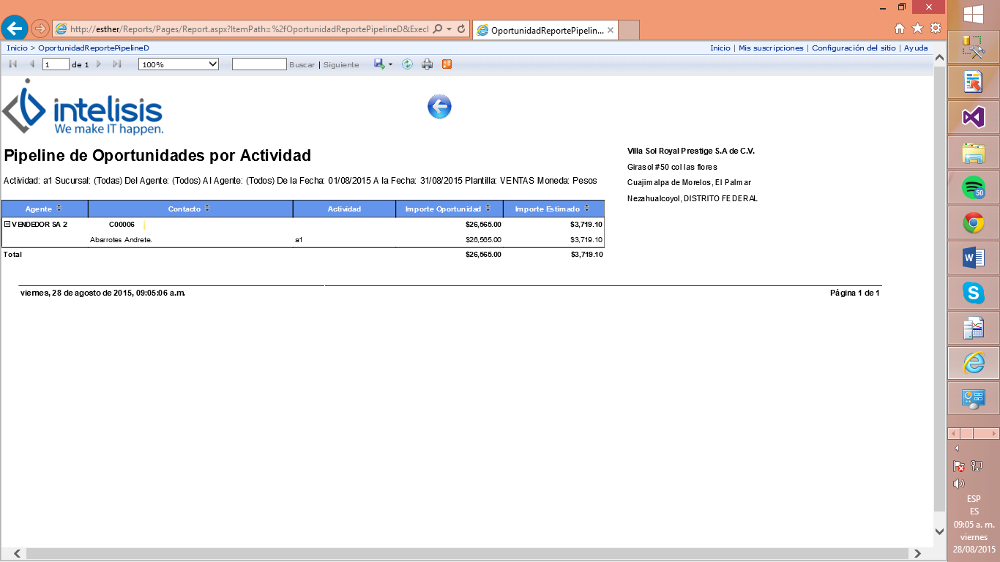 http://esther/Reports/Pages/Report.aspx?ItemPath=%2fOportunidadReportePipelineD&Execl
OportunidadReportePipelin...
Inicio > OportunidadReportePipelineD
Inicio | Mis suscripciones | Configuración del sitio | Ayuda
1 de 1 100% Buscar | Siguiente
intelisis
We make IT happen.
Pipeline de Oportunidades por Actividad
Villa Sol Royal Prestige S.A de C.V.
Girasol #50 col las flores
Actividad: a1 Sucursal: (Todas) Del Agente: (Todos) Al Agente: (Todos) De la Fecha: 01/08/2015 A la Fecha: 31/08/2015 Plantilla: VENTAS Moneda: Pesos
Cuajimalpa de Morelos, El Palmar
Nezahualcoyol, DISTRITO FEDERAL
Agente Contacto Actividad Importe Oportunidad Importe Estimado
VENDEDOR SA 2 C00006 $26,565.00 $3,719.10
Abarrotes Andrete. a1 $26,565.00 $3,719.10
Total $26,565.00 $3,719.10
viernes, 28 de agosto de 2015, 09:05:06 a.m. Página 1 de 1
50
W
S
ESP
ES
09:05 a. m.
viernes
28/08/2015